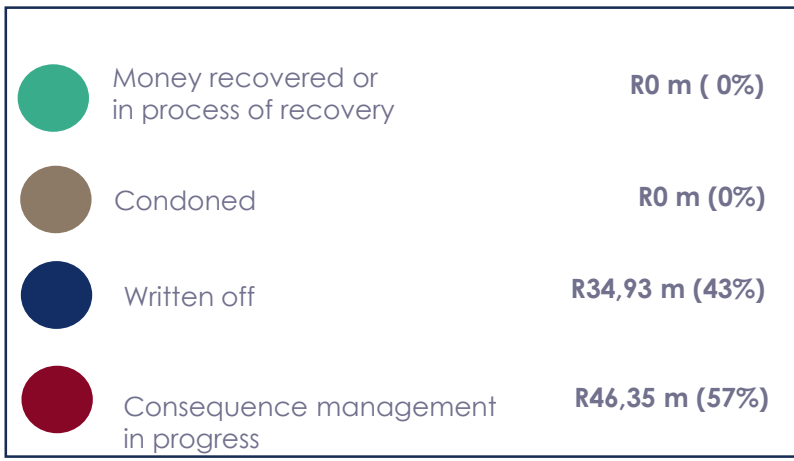 Money recovered or
in process of recovery
R0 m ( 0%)
Condoned
R0 m (0%)
Written off
R34,93 m (43%)
Consequence management
in progress
R46,35 m (57%)